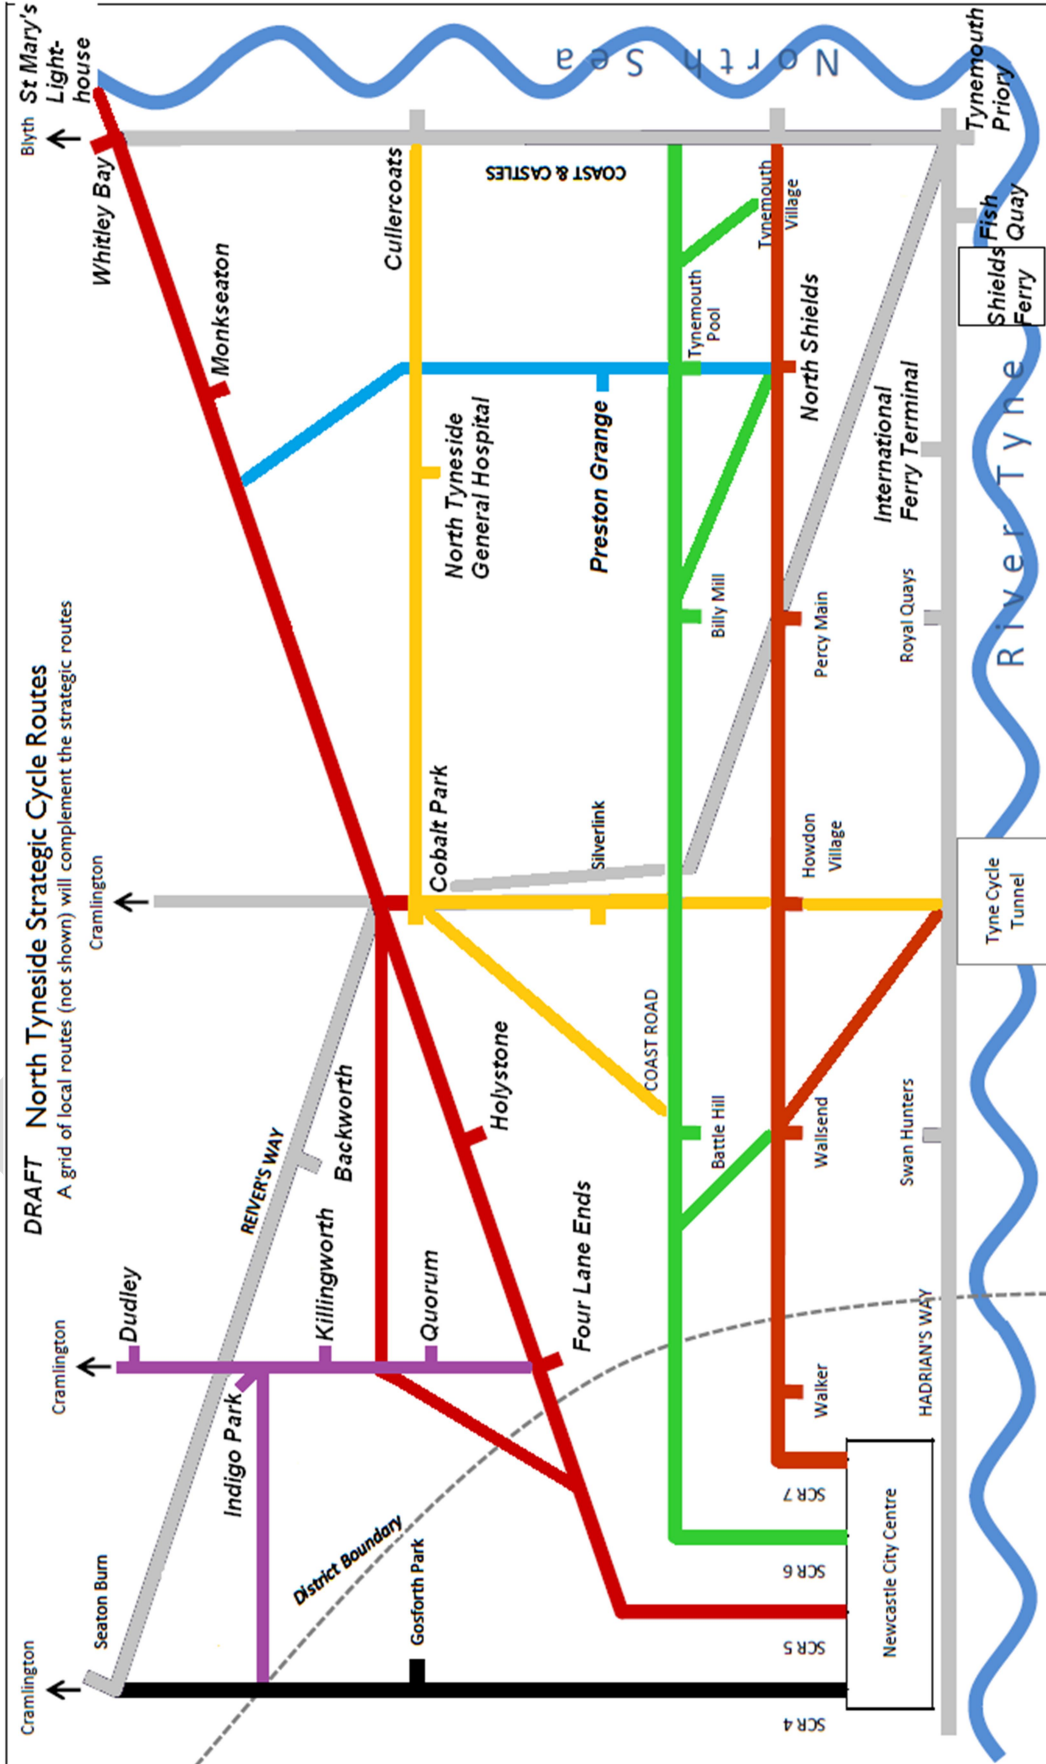 DRAFT North Tyneside Strategic Cycle Routes
A grid of local routes (not shown) will complement the strategic routes
Cramlington
Seaton Burn
Cramlington
Dudley
Cramlington
Blyth
St Mary's
Light-
house
Whitley Bay
REIVER'S WAY
Indigo Park
Killingworth
Backworth
Monkseaton
District Boundary
Gosforth Park
Quorum
Holystone
Cobalt Park
Cullercoats
North Tyneside
General Hospital
Four Lane Ends
Silverlink
Preston Grange
COAST & CASTLES
North Sea
COAST ROAD
Battle Hill
Billy Mill
Tynemouth
Pool
Tynemouth
Village
SCR 4
SCR 5
SCR 6
SCR 7
Walker
Wallsend
Howdon
Village
Percy Main
North Shields
Newcastle City Centre
HADRIAN'S WAY
Swan Hunters
Royal Quays
International
Ferry Terminal
Tyne Cycle
Tunnel
River Tyne
Shields
Ferry
Shields Fish
Quay
Tynemouth
Priory